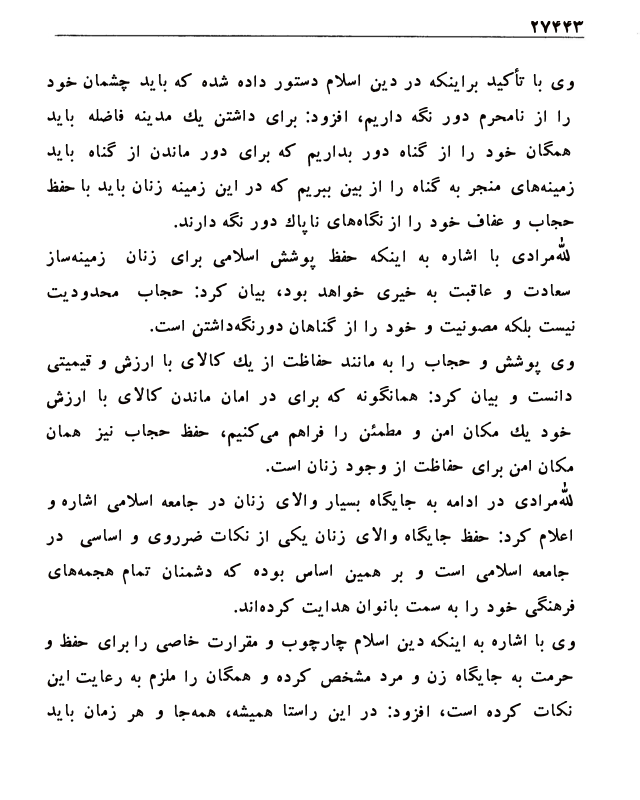 ۲۷۴۴۳
وی با تأکید براینکه در دین اسلام دستور داده شده که باید چشمان خود
را از نامحرم دور نگه داریم، افزود: برای داشتن یك مدینه فاضله باید
همگان خود را از گناه دور بداریم که برای دور ماندن از گناه باید
زمینه‌های منجر به گناه را از بین ببریم که در این زمینه زنان باید با حفظ
حجاب و عفاف خود را از نگاه‌های ناپاك دور نگه دارند.
لله‌مرادی با اشاره به اینکه حفظ پوشش اسلامی برای زنان زمینه‌ساز
سعادت و عاقبت به خیری خواهد بود، بیان کرد: حجاب محدودیت
نیست بلکه مصونیت و خود را از گناهان دورنگه‌داشتن است.
وی پوشش و حجاب را به مانند حفاظت از یك کالای با ارزش و قیمیتی
دانست و بیان کرد: همانگونه که برای در امان ماندن کالای با ارزش
خود یك مکان امن و مطمئن را فراهم می‌کنیم، حفظ حجاب نیز همان
مکان امن برای حفاظت از وجود زنان است.
لله‌مرادی در ادامه به جایگاه بسیار والای زنان در جامعه اسلامی اشاره و
اعلام کرد: حفظ جایگاه والای زنان یکی از نکات ضرروی و اساسی در
جامعه اسلامی است و بر همین اساس بوده که دشمنان تمام هجمه‌های
فرهنگی خود را به سمت بانوان هدایت کرده‌اند.
وی با اشاره به اینکه دین اسلام چارچوب و مقرارت خاصی را برای حفظ و
حرمت به جایگاه زن و مرد مشخص کرده و همگان را ملزم به رعایت این
نکات کرده است، افزود: در این راستا همیشه، همه‌جا و هر زمان باید